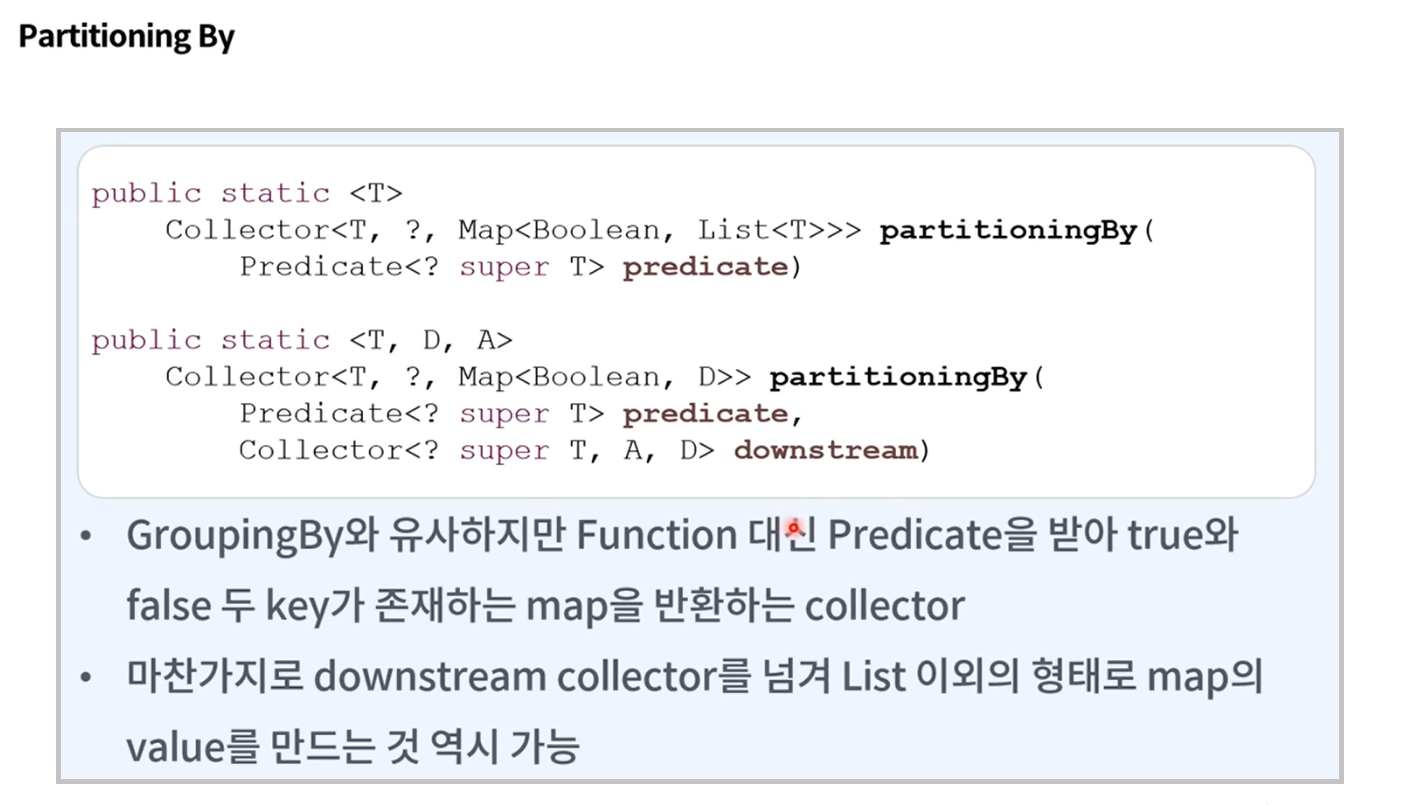 Partitioning By
public static <T>
Collector<T, ?, Map<Boolean, List<T>>> partitioningBy(
Predicate<? super T> predicate)
public static <T, D, A>
Collector<T, ?, Map<Boolean, D>> partitioningBy(
Predicate<? super T> predicate,
Collector<? super T, A, D> downstream)
• GroupingBy와 유사하지만 Function 대신 Predicate을 받아 true와
false 두 key가 존재하는 map을 반환하는 collector
• 마찬가지로 downstream collector를 넘겨 List 이외의 형태로 map의
value를 만드는 것 역시 가능